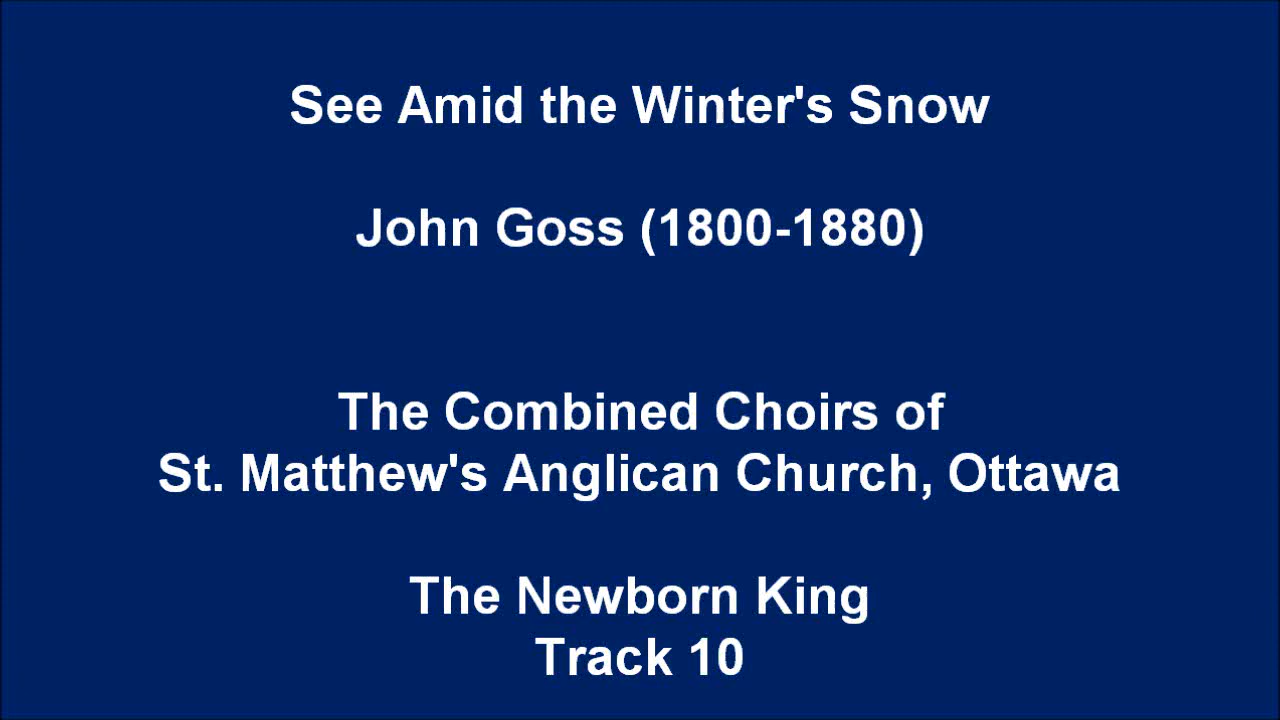 See Amid the Winter's Snow
John Goss (1800-1880)
The Combined Choirs of
St. Matthew's Anglican Church, Ottawa
The Newborn King
Track 10